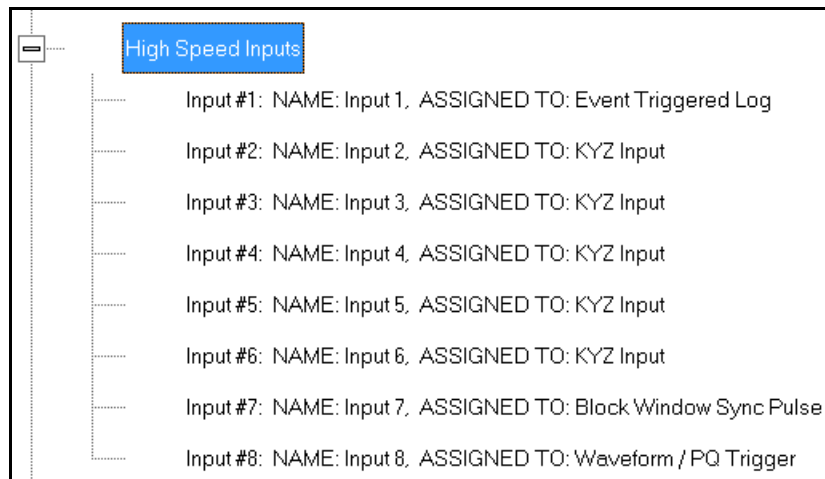 High Speed Inputs
Input #1: NAME: Input 1, ASSIGNED TO: Event Triggered Log
Input #2: NAME: Input 2, ASSIGNED TO: KYZ Input
Input #3: NAME: Input 3, ASSIGNED TO: KYZ Input
Input #4: NAME: Input 4, ASSIGNED TO: KYZ Input
Input #5: NAME: Input 5, ASSIGNED TO: KYZ Input
Input #6: NAME: Input 6, ASSIGNED TO: KYZ Input
Input #7: NAME: Input 7, ASSIGNED TO: Block Window Sync Pulse
Input #8: NAME: Input 8, ASSIGNED TO: Waveform / PQ Trigger